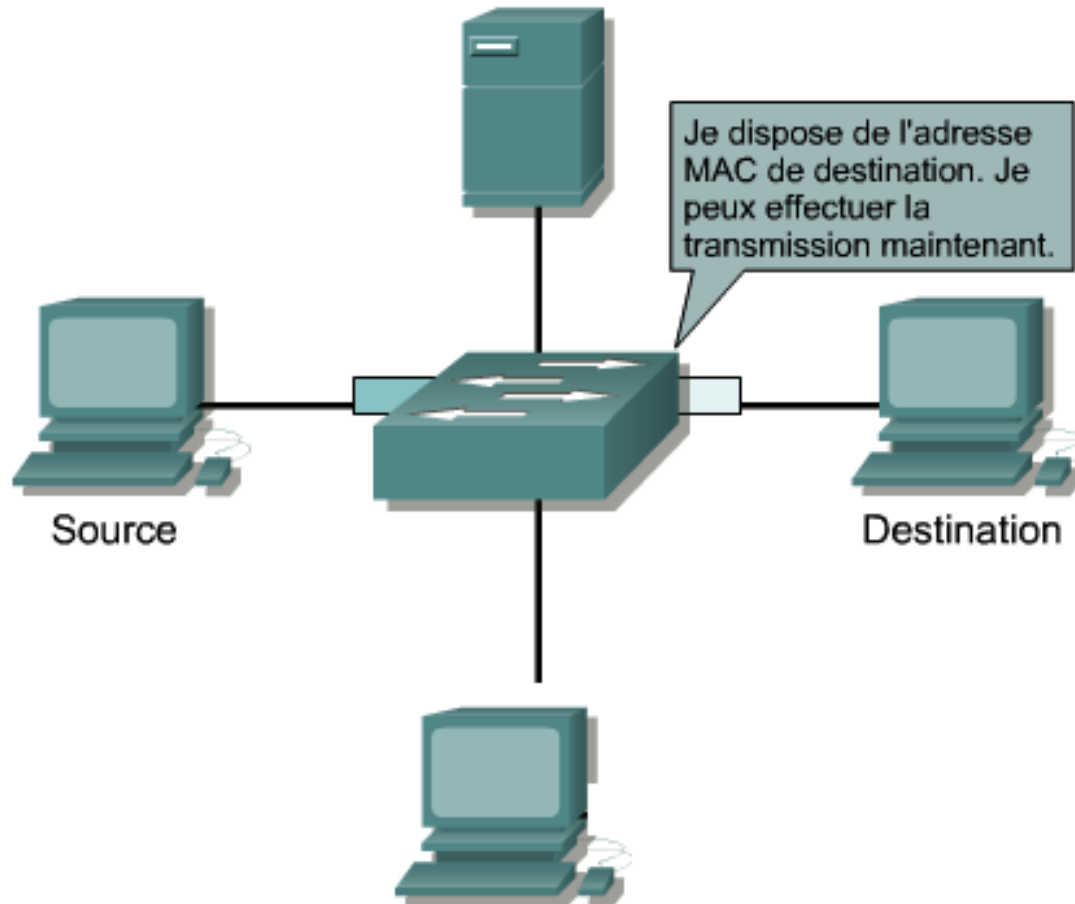 Je dispose de l'adresse
MAC de destination. Je
peux effectuer la
transmission maintenant.
Source
Destination